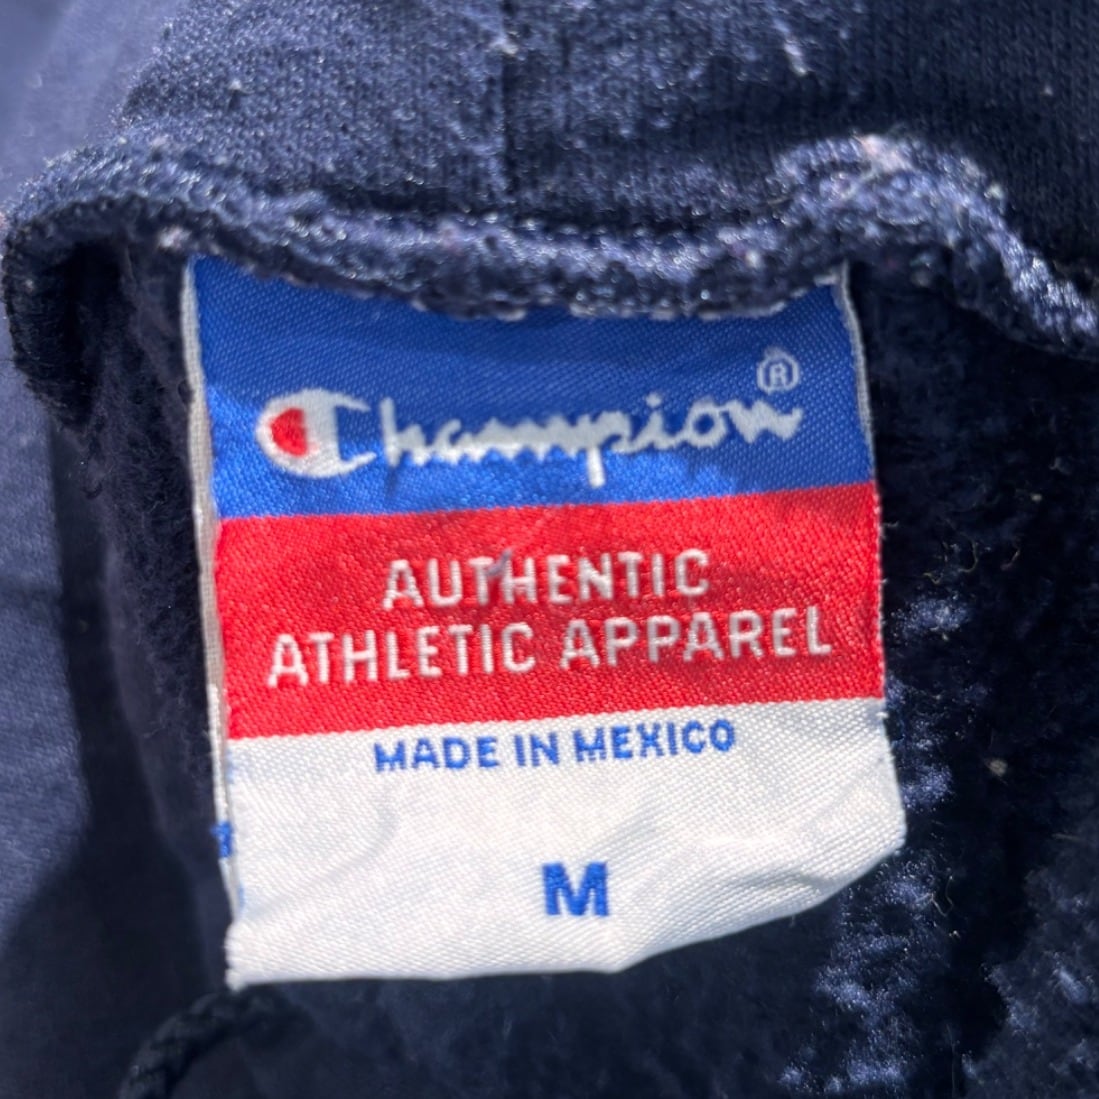 Champion®
AUTHENTIC
ATHLETIC APPAREL
MADE IN MEXICO
M